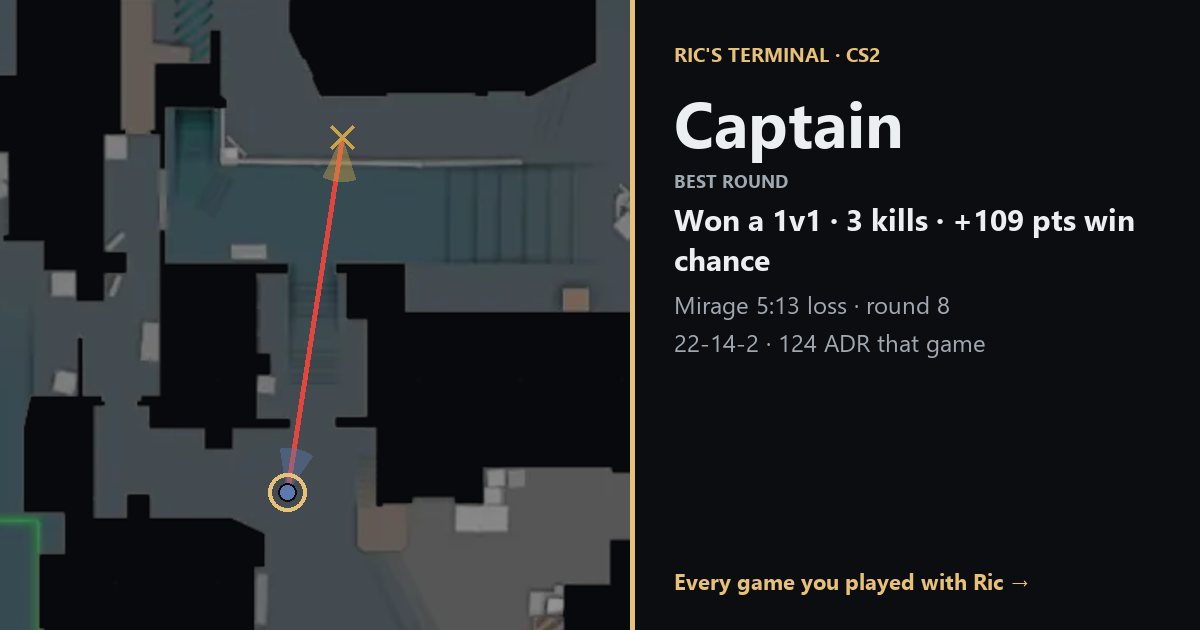 RIC'S TERMINAL · CS2
Captain
BEST ROUND
Won a 1v1 · 3 kills · +109 pts win
chance
Mirage 5:13 loss · round 8
22-14-2 · 124 ADR that game
Every game you played with Ric →